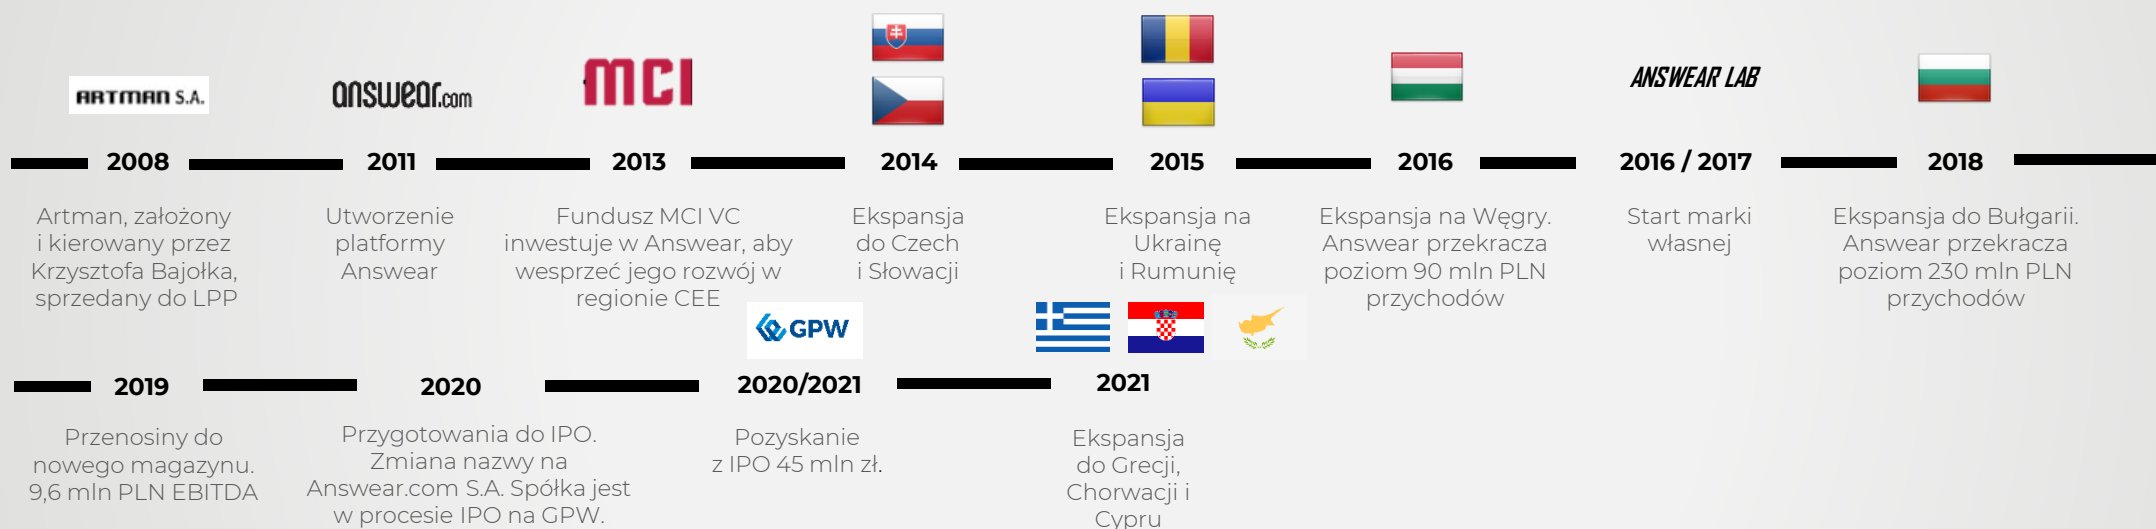 ARTMAN S.A.
answear.com
MCI
ANSWEAR LAB
2008
2011
2013
2014
2015
2016
2016 / 2017
2018
Artman, założony
i kierowany przez
Krzysztofa Bajołka,
sprzedany do LPP
Utworzenie
platformy
Answear
Fundusz MCI VC
inwestuje w Answear, aby
wesprzeć jego rozwój w
regionie CEE
Ekspansja
do Czech
i Słowacji
Ekspansja na
Ukrainę
i Rumunię
Ekspansja na Węgry.
Answear przekracza
poziom 90 mln PLN
przychodów
Start marki
własnej
Ekspansja do Bułgarii.
Answear przekracza
poziom 230 mln PLN
przychodów
GPW
2019
2020
2020/2021
2021
Przenosiny do
nowego magazynu.
9,6 mln PLN EBITDA
Przygotowania do IPO.
Zmiana nazwy na
Answear.com S.A. Spółka jest
w procesie IPO na GPW.
Pozyskanie
z IPO 45 mln zł.
Ekspansja
do Grecji,
Chorwacji i
Cypru